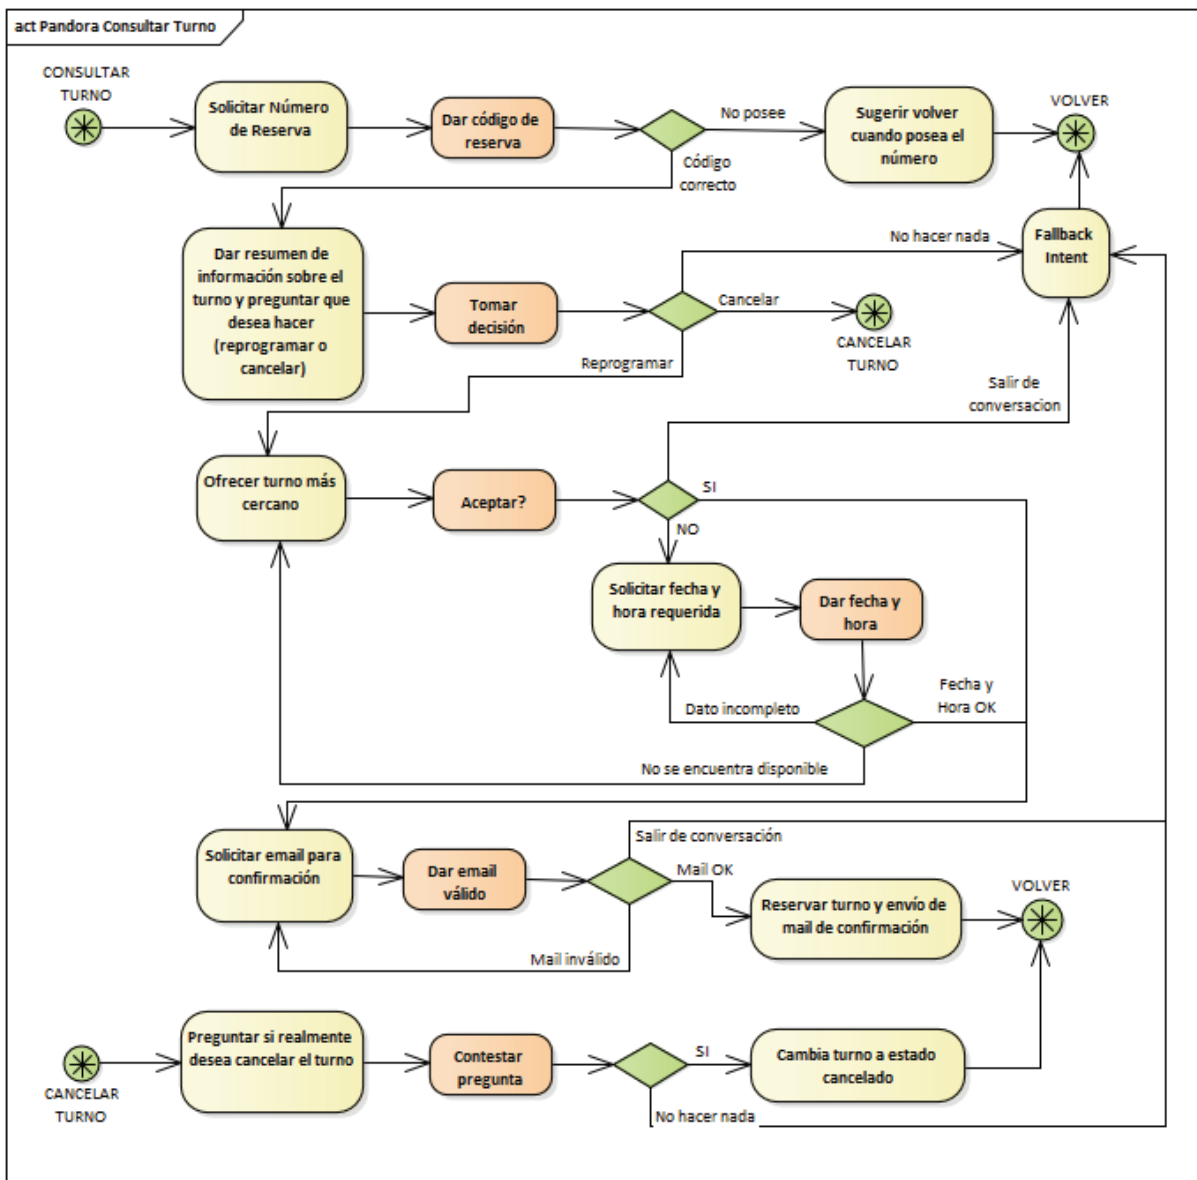 act Pandora Consultar Turno
CONSULTAR
TURNO
Solicitar Número
de Reserva
Dar código de
reserva
No posee
Sugerir volver
cuando posea el
número
VOLVER
Código
correcto
Dar resumen de
información sobre el
turno y preguntar que
desea hacer
(reprogramar o
cancelar)
Tomar
decisión
No hacer nada
Fallback
Intent
Cancelar
CANCELAR
TURNO
Reprogramar
Salir de
conversacion
Ofrecer turno más
cercano
Aceptar?
SI
NO
Solicitar fecha y
hora requerida
Dar fecha y
hora
Dato incompleto
Fecha y
Hora OK
No se encuentra disponible
Solicitar email para
confirmación
Dar email
válido
Salir de conversación
Mail OK
Reservar turno y envío de
mail de confirmación
VOLVER
Mail inválido
Preguntar si realmente
desea cancelar el turno
Contestar
pregunta
SI
Cambia turno a estado
cancelado
CANCELAR
TURNO
No hacer nada